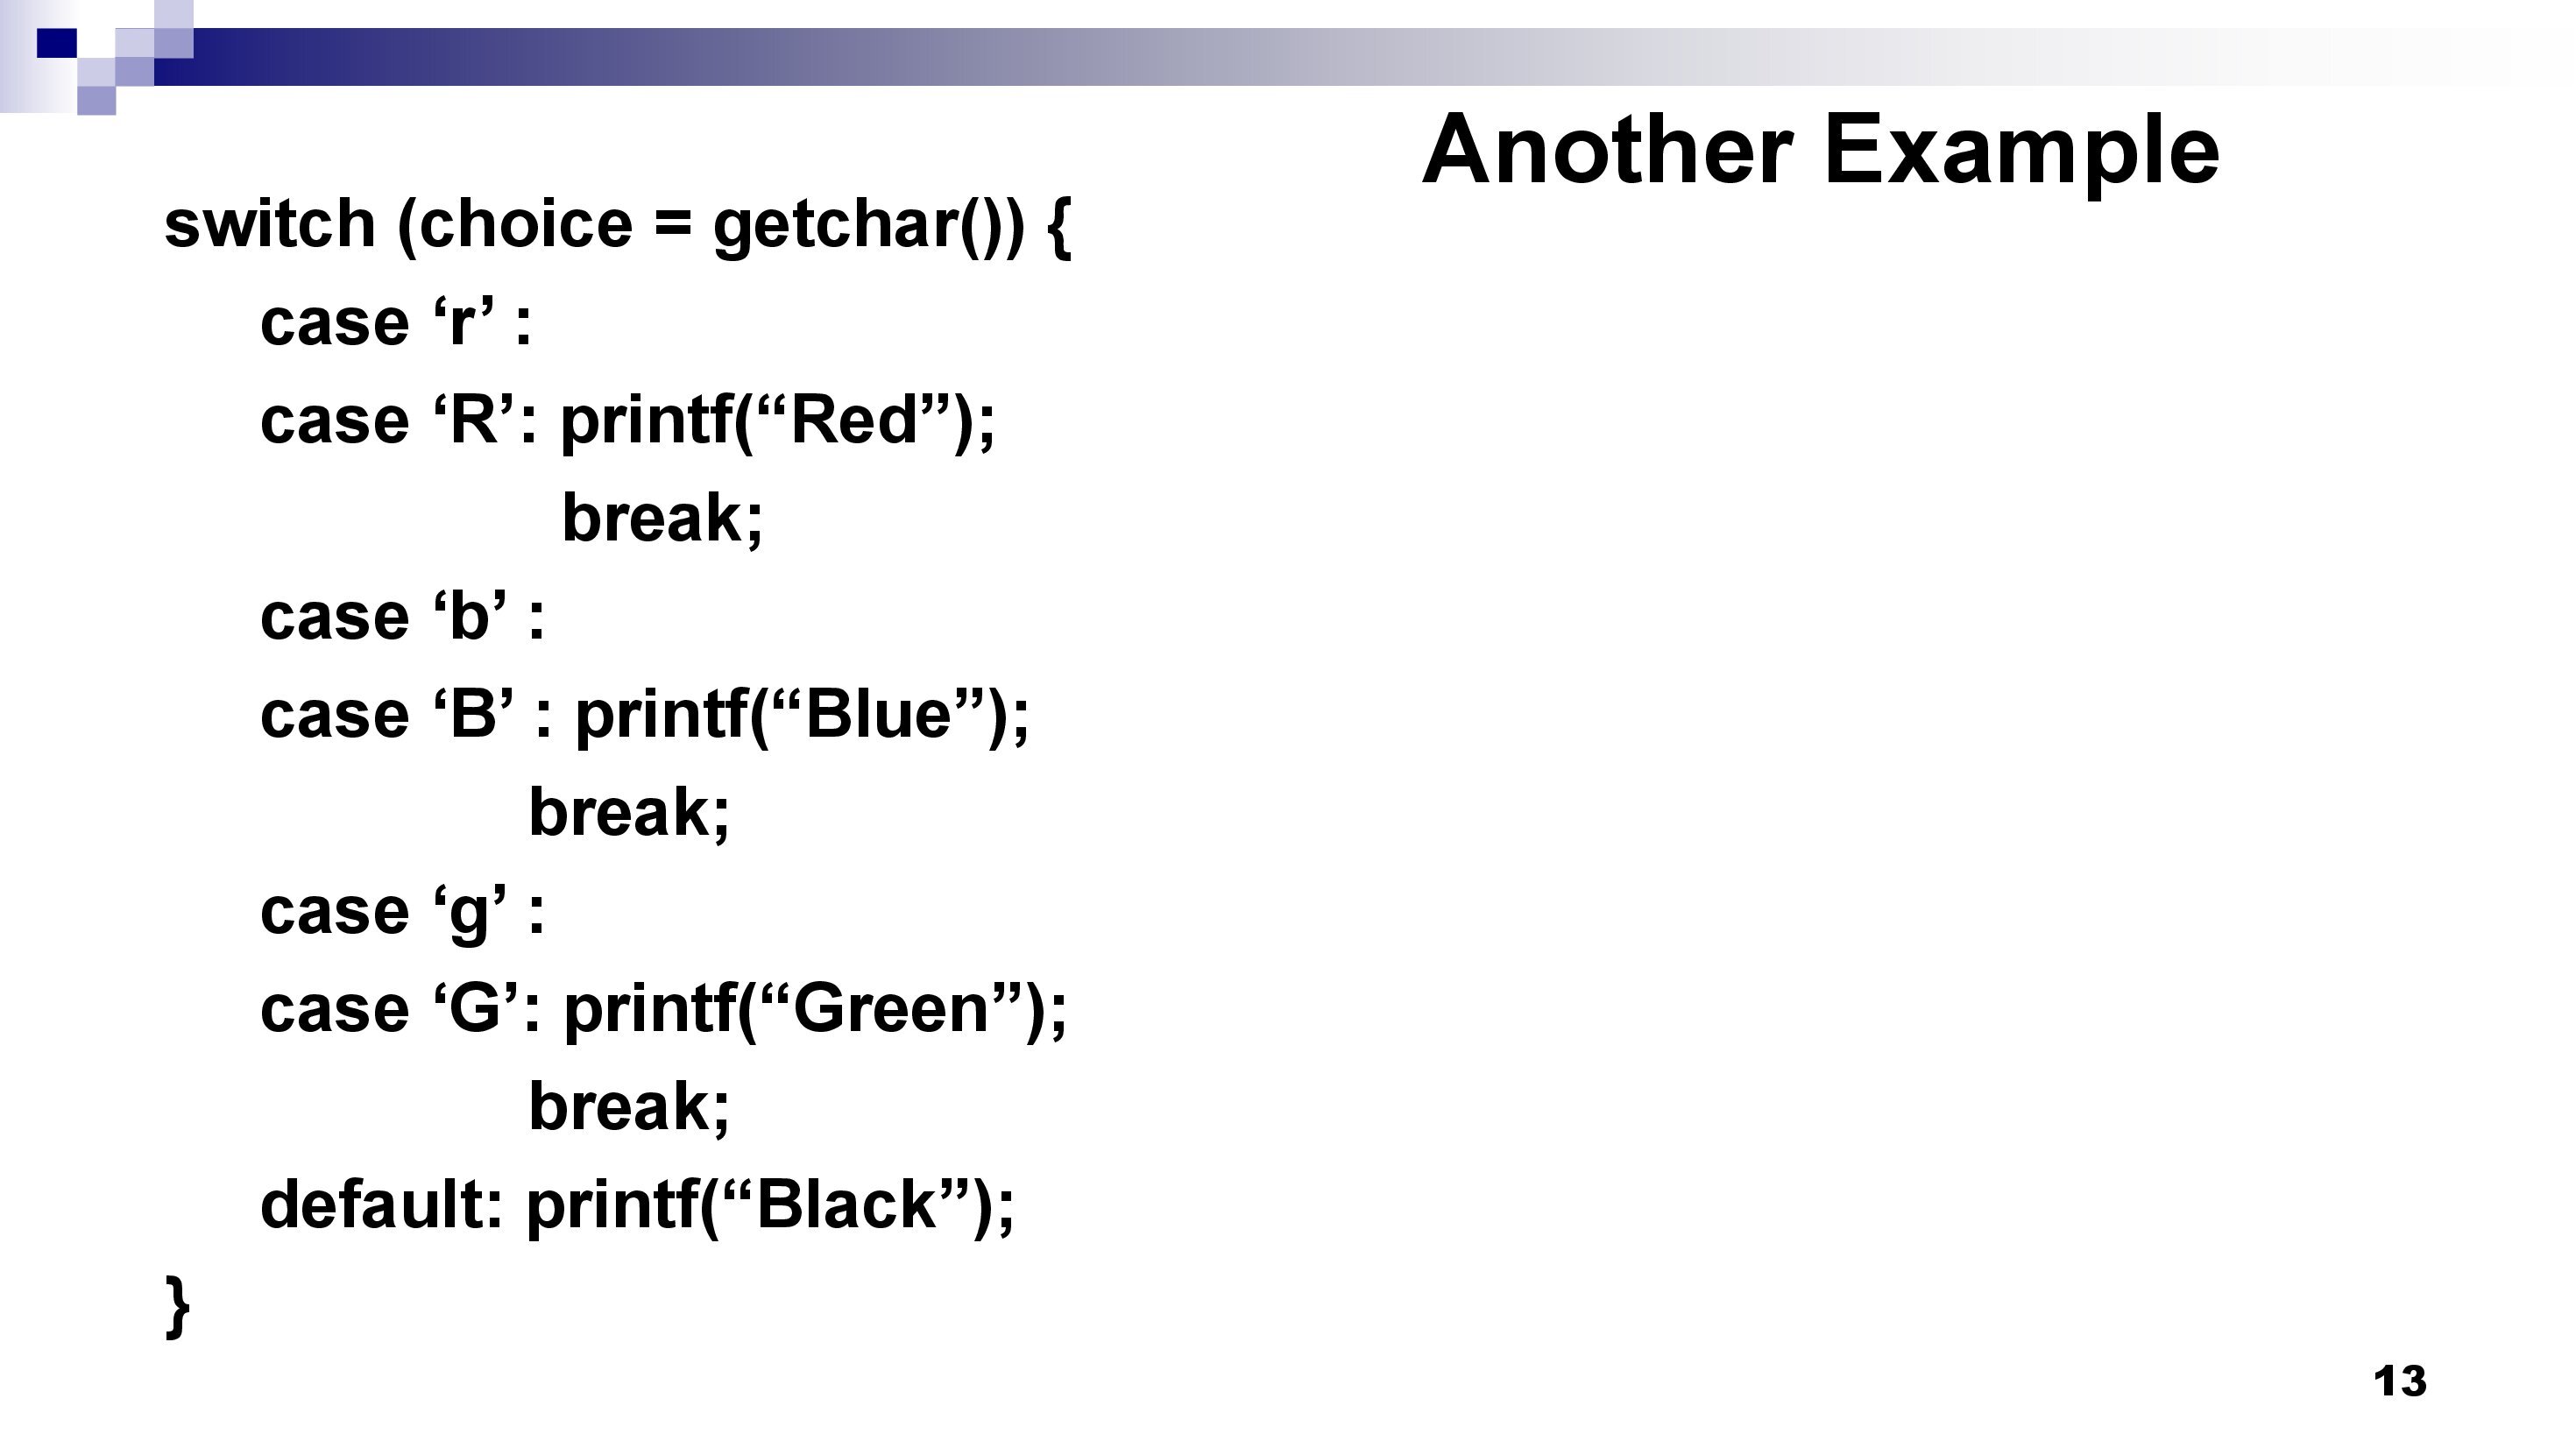 Another Example
switch (choice = getchar()) {
case ‘r’ :
case ‘R’: printf(“Red”);
break;
case ‘b’ :
case ‘B’ : printf(“Blue”);
break;
case ‘g’ :
case ‘G’: printf(“Green”);
break;
default: printf(“Black”);
}
13